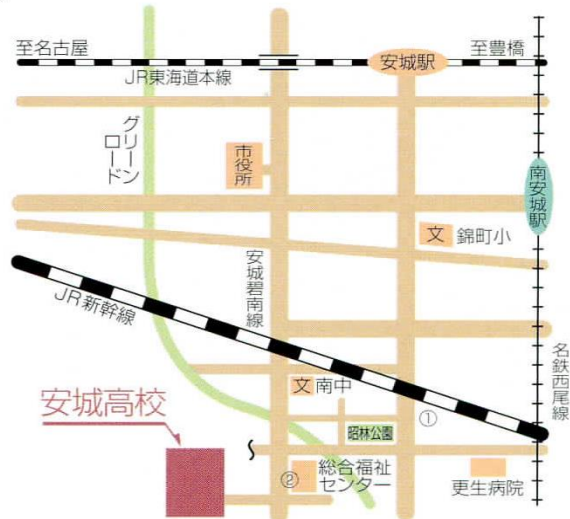 至名古屋
安城駅
至豊橋
JR東海道本線
グリーン
ロード
市役所
南安城駅
文 錦町小
安城碧南線
JR新幹線
名鉄西尾線
文 南中
安城高校
①
昭林公園
②
総合福祉
センター
更生病院